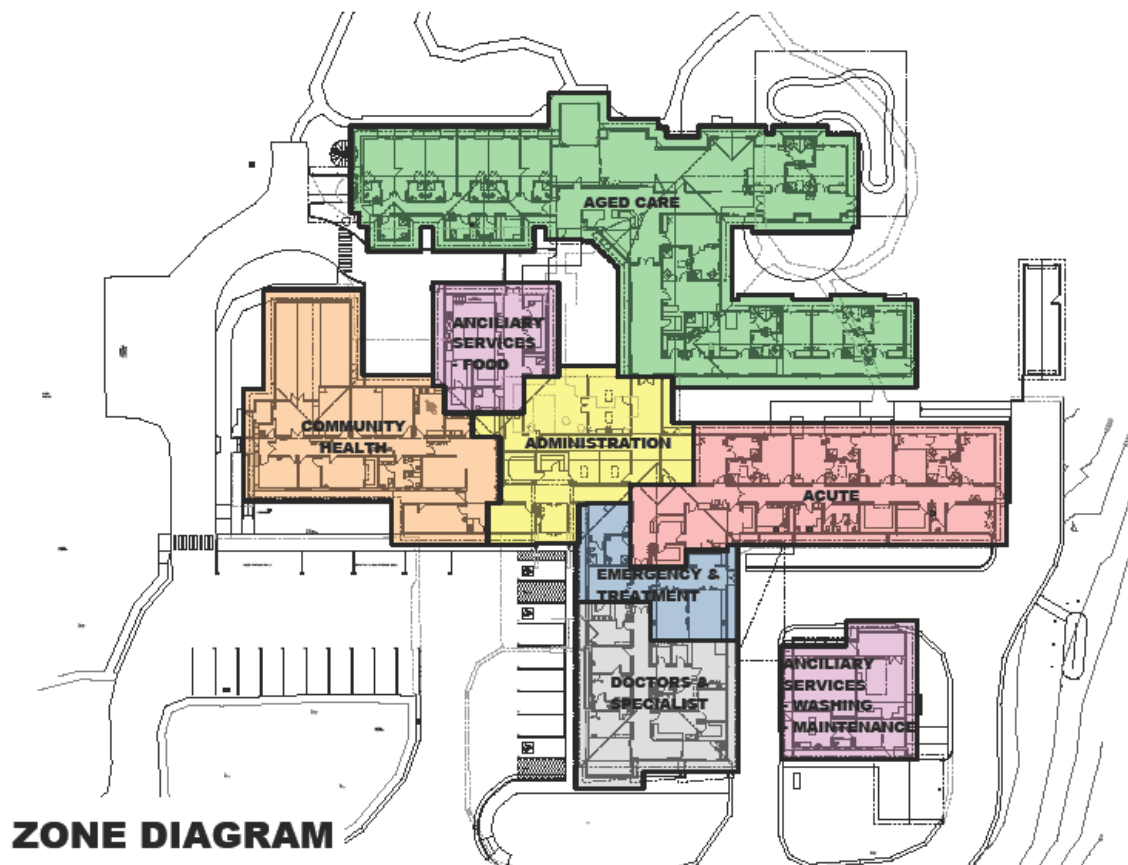 AGED CARE
ANCILIARY
SERVICES
- FOOD
COMMUNITY
HEALTH
ADMINISTRATION
ACUTE
EMERGENCY &
TREATMENT
DOCTORS &
SPECIALIST
ANCILIARY
SERVICES
- WASHING
- MAINTENANCE
ZONE DIAGRAM